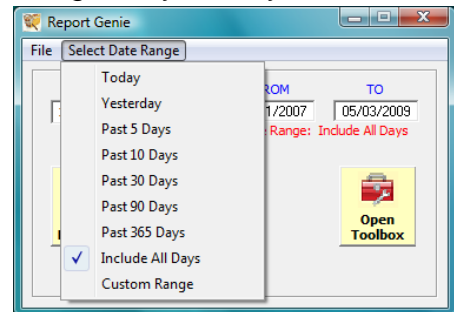 Report Genie
File Select Date Range
Today
Yesterday
Past 5 Days
Past 10 Days
Past 30 Days
Past 90 Days
Past 365 Days
Include All Days
Custom Range
TO
1/2007 05/03/2009
Range: Include All Days
Open
Toolbox